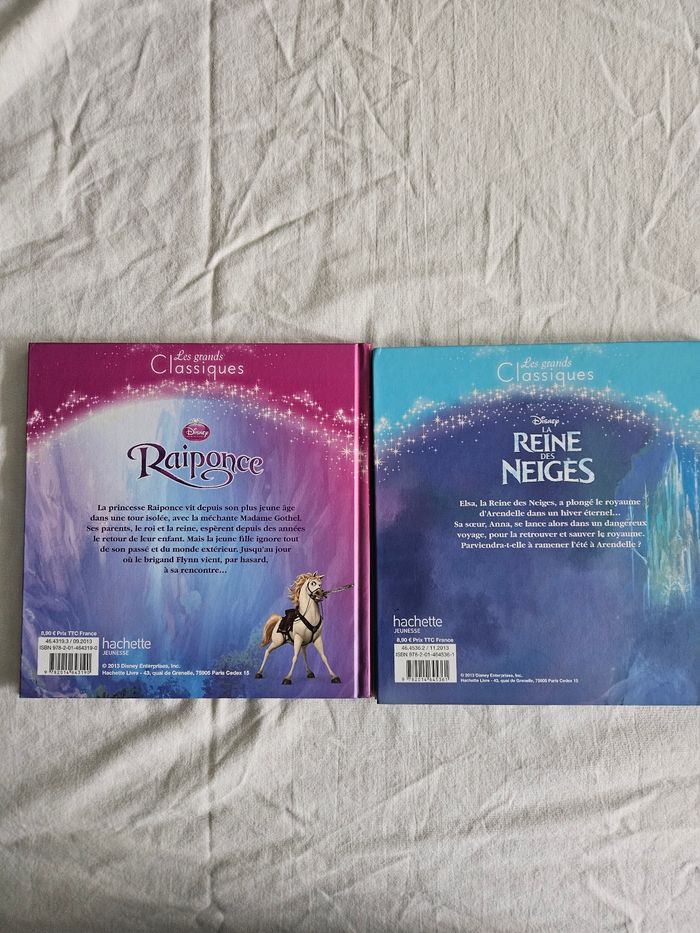 Les grands
Classiques
Disney
Raiponce
La princesse Raiponce vit depuis son plus jeune âge
dans une tour isolée, avec la méchante Madame Gothel.
Ses parents, le roi et la reine, espèrent depuis des années
le retour de leur enfant. Mais la jeune fille ignore tout
de son passé et du monde extérieur. Jusqu'au jour
où le brigand Flynn vient, par hasard,
à sa rencontre...
8,90 € Prix TTC France
46.4319.3 / 09.2013
ISBN 978-2-01-464319-0
9 782014 643190
hachette
JEUNESSE
© 2013 Disney Enterprises, Inc.
Hachette Livre - 43, quai de Grenelle, 75905 Paris Cedex 15
Les grands
Classiques
Disney
LA
REINE
DES
NEIGES
Elsa, la Reine des Neiges, a plongé le royaume
d'Arendelle dans un hiver éternel...
Sa sœur, Anna, se lance alors dans un dangereux
voyage, pour la retrouver et sauver le royaume.
Parviendra-t-elle à ramener l'été à Arendelle ?
hachette
JEUNESSE
8,90 € Prix TTC France
46.4536.2 / 11.2013
ISBN 978-2-01-464536-1
9 782014 645361
© 2013 Disney Enterprises, Inc.
Hachette Livre - 43, quai de Grenelle, 75905 Paris Cedex 15